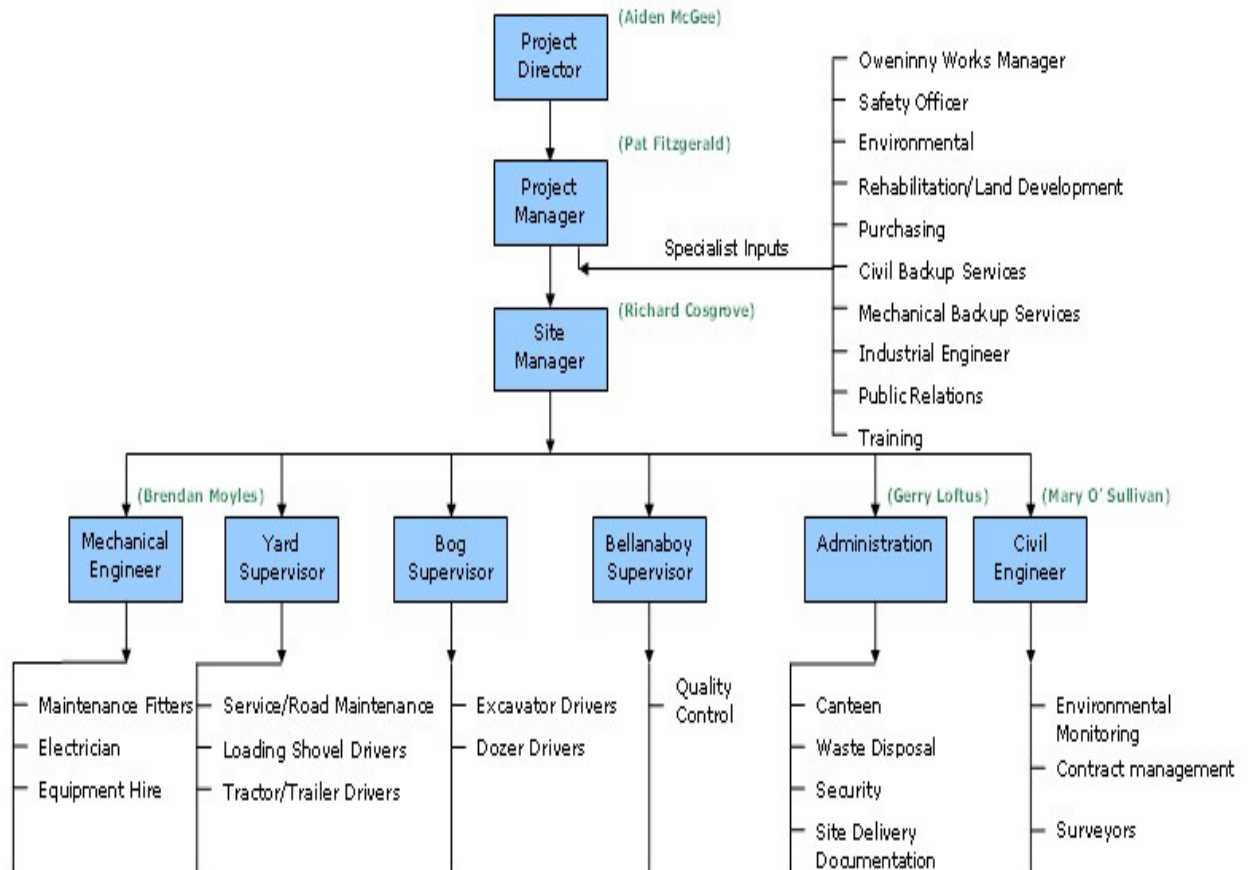 (Aiden McGee)
Project
Director
(Pat Fitzgerald)
Project
Manager
Specialist Inputs
Oweninny Works Manager
Safety Officer
Environmental
Rehabilitation/Land Development
Purchasing
Civil Backup Services
Mechanical Backup Services
Industrial Engineer
Public Relations
Training
(Richard Cosgrove)
Site
Manager
(Brendan Moyles)
(Gerry Loftus)
(Mary O' Sullivan)
Mechanical
Engineer
Yard
Supervisor
Bog
Supervisor
Bellanaboy
Supervisor
Administration
Civil
Engineer
Maintenance Fitters
Electrician
Equipment Hire
Service/Road Maintenance
Loading Shovel Drivers
Tractor/Trailer Drivers
Excavator Drivers
Dozer Drivers
Quality
Control
Canteen
Waste Disposal
Security
Site Delivery
Documentation
Environmental
Monitoring
Contract management
Surveyors